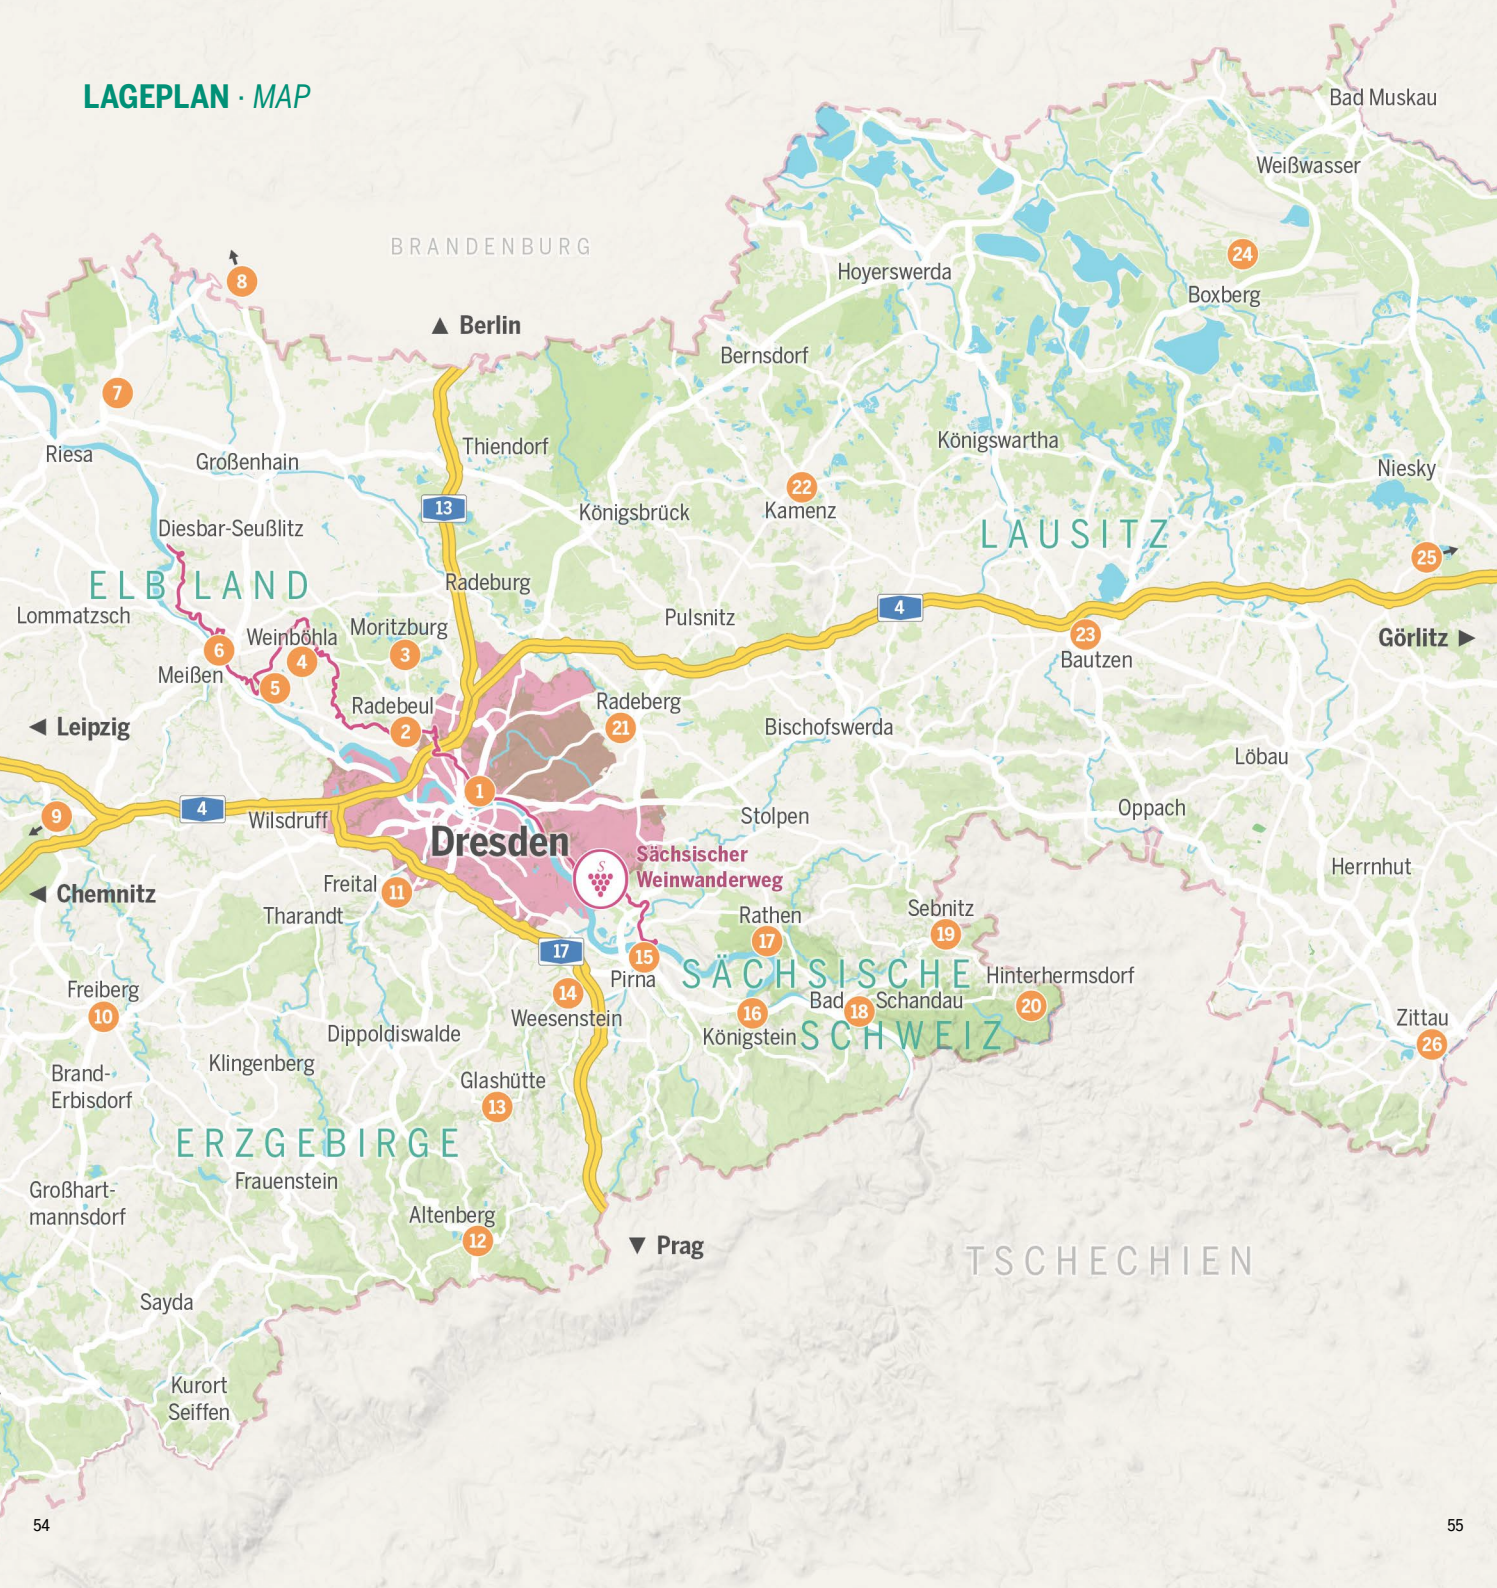 LAGEPLAN · MAP
Bad Muskau
Weißwasser
BRANDENBURG
24
Hoyerswerda
8
Boxberg
Berlin
Bernsdorf
7
Thiendorf
Königswartha
Riesa
Großenhain
Niesky
22
13
Kamenz
Königsbrück
Diesbar-Seußlitz
LAUSITZ
25
ELBLAND
Radeburg
4
Lommatzsch
Pulsnitz
Moritzburg
23
Görlitz
Weinböhla
6
3
4
Bautzen
Meißen
5
Radebeul
Radeberg
Leipzig
2
21
Bischofswerda
Löbau
1
4
9
Wilsdruff
Stolpen
Oppach
Dresden
Sächsischer
Weinwanderweg
S
Herrnhut
Chemnitz
Freital
11
Tharandt
Rathen
Sebnitz
17
19
17
15
SÄCHSISCHE
Hinterhermsdorf
Pirna
Freiberg
14
Bad
18
Schandau
20
10
Weesenstein
16
Zittau
Königstein
SCHWEIZ
26
Dippoldiswalde
Klingenberg
Brand-
Erbisdorf
Glashütte
13
ERZGEBIRGE
Frauenstein
Großhart-
mannsdorf
Altenberg
12
Prag
TSCHECHIEN
Sayda
Kurort
Seiffen
54
55